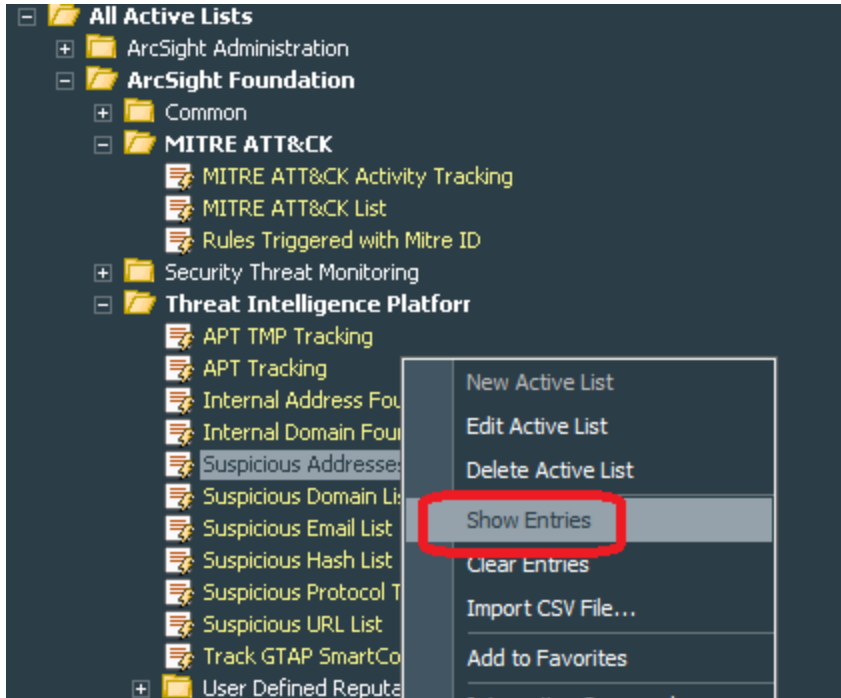 All Active Lists
ArcSight Administration
ArcSight Foundation
Common
MITRE ATT&CK
MITRE ATT&CK Activity Tracking
MITRE ATT&CK List
Rules Triggered with Mitre ID
Security Threat Monitoring
Threat Intelligence Platforr
APT TMP Tracking
APT Tracking
Internal Address Fou
Internal Domain Four
Suspicious Addresses
Suspicious Domain Lis
Suspicious Email List
Suspicious Hash List
Suspicious Protocol T
Suspicious URL List
Track GTAP SmartCo
User Defined Reputa
New Active List
Edit Active List
Delete Active List
Show Entries
Clear Entries
Import CSV File...
Add to Favorites